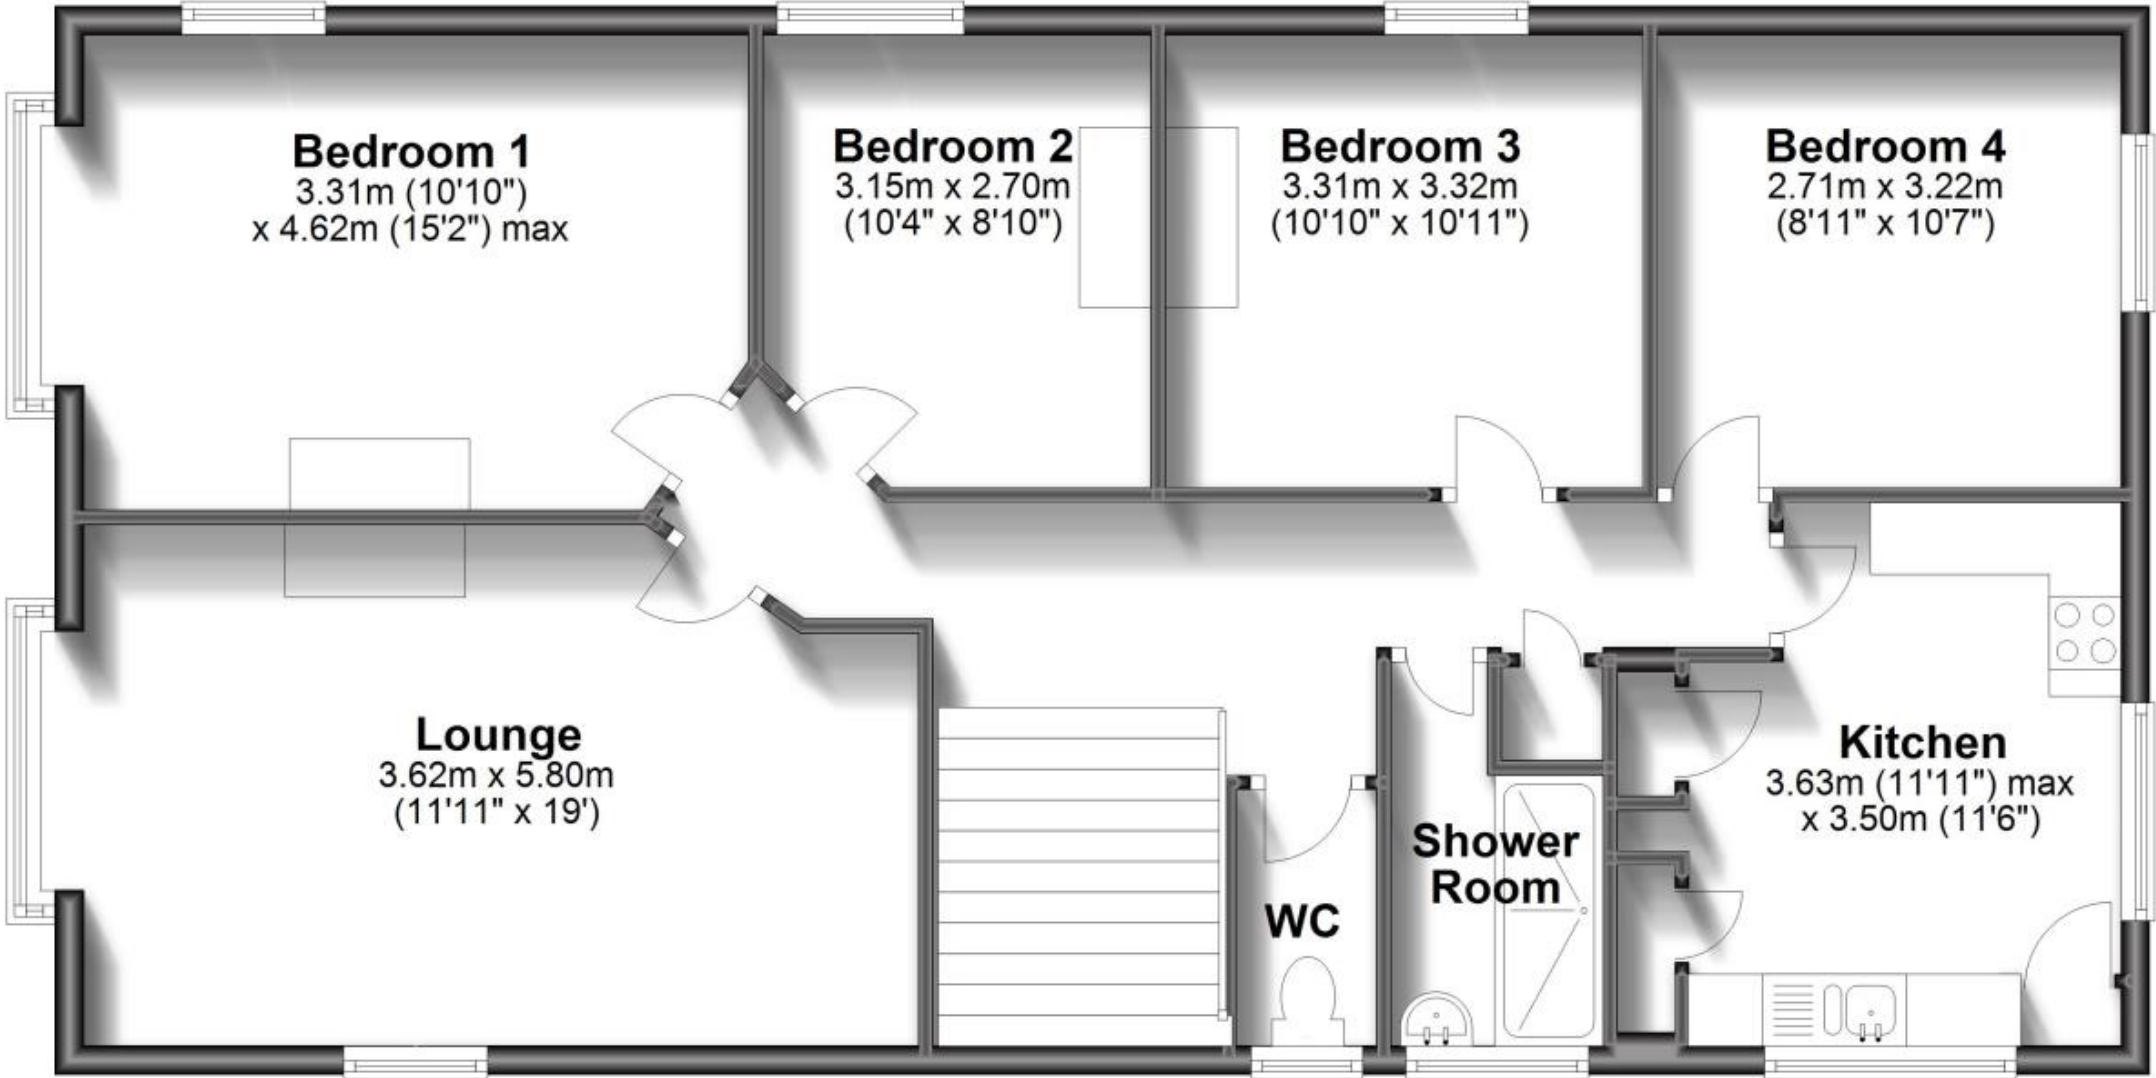 Bedroom 1
3.31m (10'10")
x 4.62m (15'2") max
Bedroom 2
3.15m x 2.70m
(10'4" x 8'10")
Bedroom 3
3.31m x 3.32m
(10'10" x 10'11")
Bedroom 4
2.71m x 3.22m
(8'11" x 10'7")
Lounge
3.62m x 5.80m
(11'11" x 19')
WC
Shower
Room
Kitchen
3.63m (11'11") max
x 3.50m (11'6")